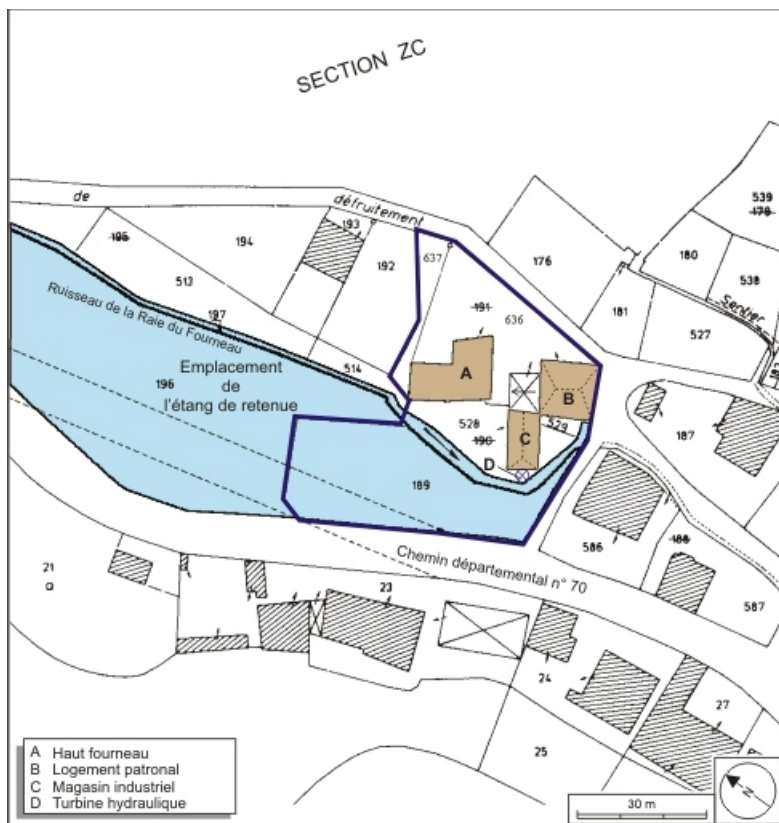 SECTION ZC
de
défruitement
539
179
193
195
194
637
176
180
538
192
513
191
636
181
Sentier
527
197
Ruisseau de la Raie du Fourneau
514
A
B
196
Emplacement
de
l'étang de retenue
528
190
529
C
187
D
189
188
586
Chemin départemental n° 70
587
21
23
24
27
25
A Haut fourneau
B Logement patronal
C Magasin industriel
D Turbine hydraulique
30 m
N